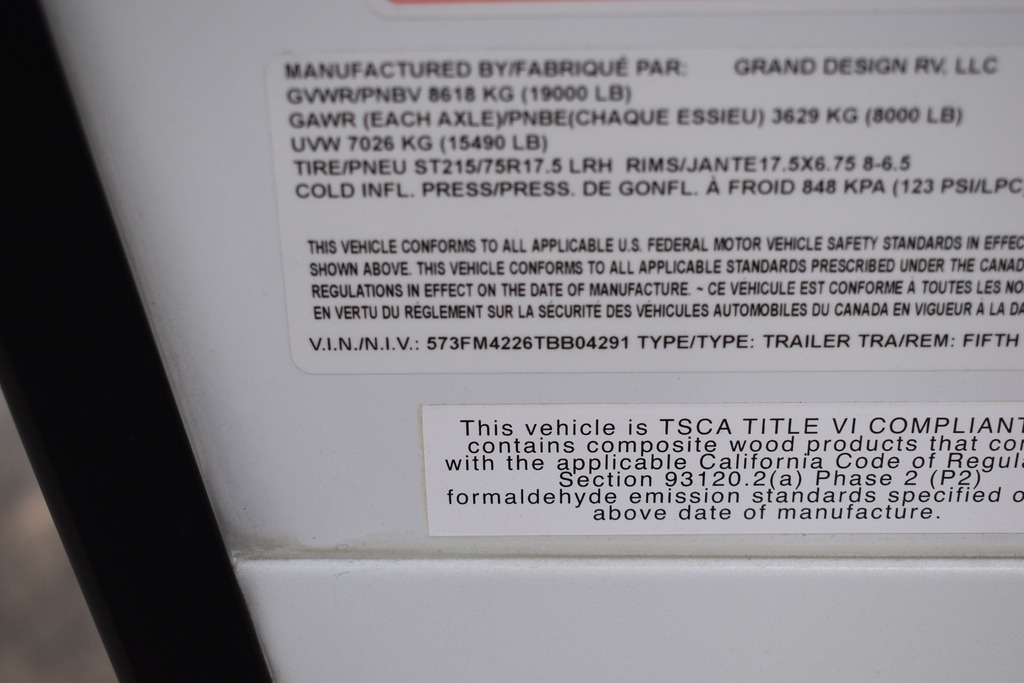 MANUFACTURED BY/FABRIQUÉ PAR: GRAND DESIGN RV, LLC
GVWR/PNBV 8618 KG (19000 LB)
GAWR (EACH AXLE)/PNBE(CHAQUE ESSIEU) 3629 KG (8000 LB)
UVW 7026 KG (15490 LB)
TIRE/PNEU ST215/75R17.5 LRH RIMS/JANTE17.5X6.75 8-6.5
COLD INFL. PRESS/PRESS. DE GONFL. À FROID 848 KPA (123 PSI/LPC
THIS VEHICLE CONFORMS TO ALL APPLICABLE U.S. FEDERAL MOTOR VEHICLE SAFETY STANDARDS IN EFFEC
SHOWN ABOVE. THIS VEHICLE CONFORMS TO ALL APPLICABLE STANDARDS PRESCRIBED UNDER THE CANAD
REGULATIONS IN EFFECT ON THE DATE OF MANUFACTURE. ~ CE VÉHICULE EST CONFORME À TOUTES LES NO
EN VERTU DU RÉGLEMENT SUR LA SÉCURITÉ DES VÉHICULES AUTOMOBILES DU CANADA EN VIGUEUR À LA DA
V.I.N./N.I.V.: 573FM4226TBB04291 TYPE/TYPE: TRAILER TRA/REM: FIFTH
This vehicle is TSCA TITLE VI COMPLIANT
contains composite wood products that con
with the applicable California Code of Regula
Section 93120.2(a) Phase 2 (P2)
formaldehyde emission standards specified o
above date of manufacture.